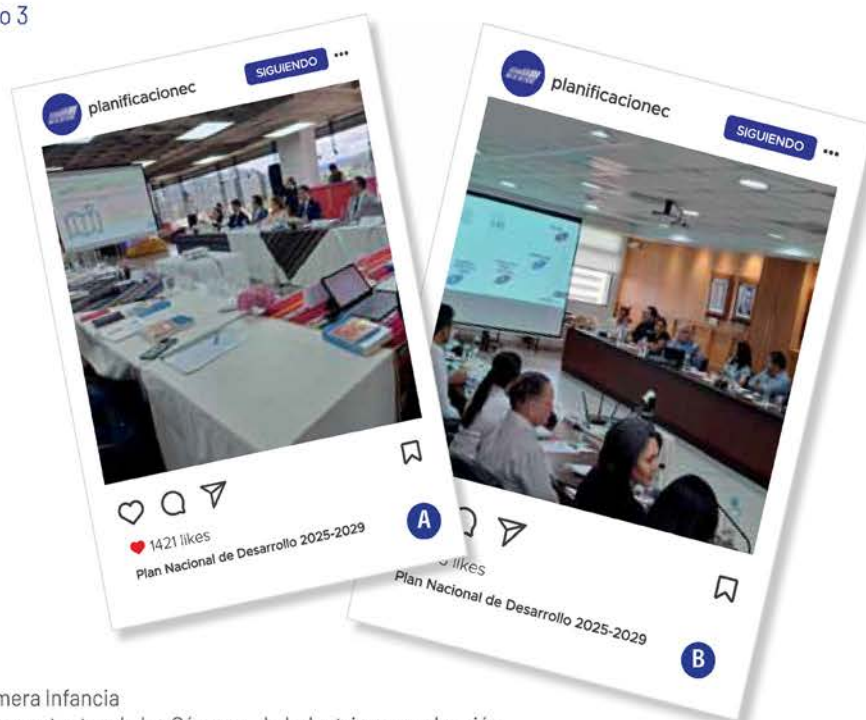 o 3
planificacionec
SIGUIENDO
1421 likes
Plan Nacional de Desarrollo 2025-2029
A
planificacionec
SIGUIENDO
likes
Plan Nacional de Desarrollo 2025-2029
B
mera Infancia